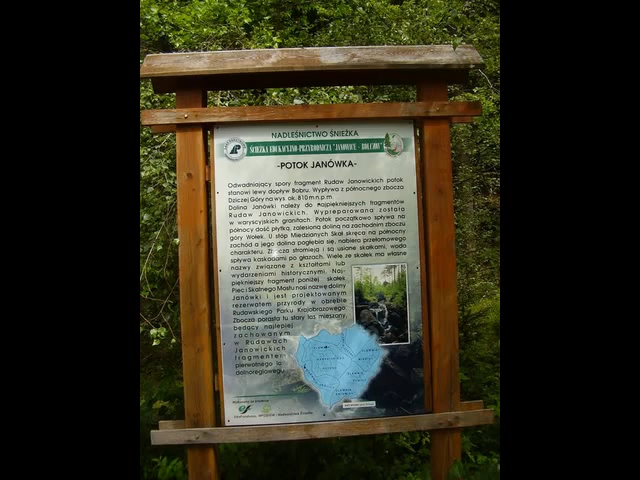 NADLEŚNICTWO ŚNIEŻKA
ŚCIEŻKA EDUKACYJNO-PRZYRODNICZA "JANOWICE - BOLCZÓW"
-POTOK JANÓWKA-
Odwadniający spory fragment Rudaw Janowickich potok
stanowi lewy dopływ Bobru. Wypływa z północnego zbocza
Dziczej Góry na wys. ok. 810 m n.p.m
Dolina Janówki należy do najpiękniejszych fragmentów
Rudaw Janowickich. Wypreparowana została
w waryscyjskich granitach. Potok początkowo spływa na
północ dość płytką, zalesioną doliną na zachodnim zboczu
góry Wołek. U stóp Miedzianych Skał skręca na północny
zachód a jego dolina pogłębia się, nabiera przełomowego
charakteru. Zbocza stromieją i są usiane skałkami, woda
spływa kaskadami po głazach. Wiele ze skałek ma własne
nazwy związane z kształtami lub
wydarzeniami historycznymi. Naj-
piękniejszy fragment poniżej skałek
Piec i Skalnego Mostu nosi nazwę doliny
Janówki i jest projektowanym
rezerwatem przyrody w obrębie
Rudawskiego Parku Krajobrazowego.
Zbocza porasta tu stary las mieszany,
będący najlepiej
zachowanym
w Rudawach
Janowickich
fragmentem
pierwotnego lasu
dolnoreglowego.